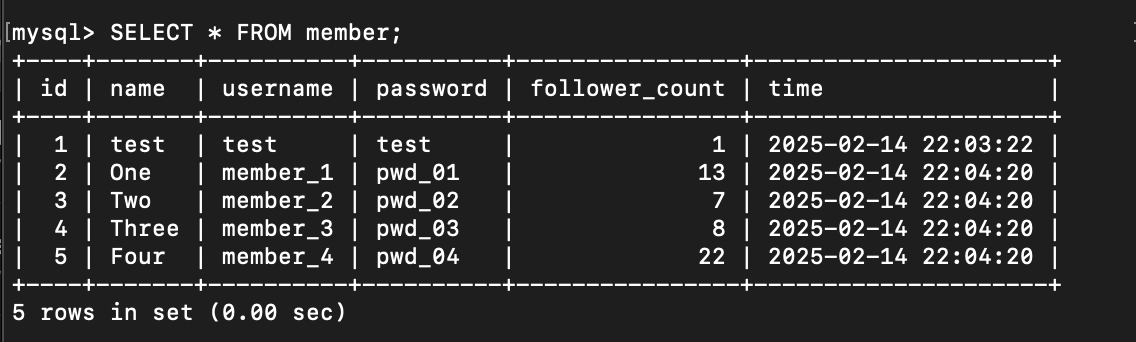 mysql> SELECT * FROM member;
+----+-------+----------+----------+----------------+---------------------+
| id | name  | username | password | follower_count | time                |
+----+-------+----------+----------+----------------+---------------------+
|  1 | test  | test     | test     |              1 | 2025-02-14 22:03:22 |
|  2 | One   | member_1 | pwd_01   |             13 | 2025-02-14 22:04:20 |
|  3 | Two   | member_2 | pwd_02   |              7 | 2025-02-14 22:04:20 |
|  4 | Three | member_3 | pwd_03   |              8 | 2025-02-14 22:04:20 |
|  5 | Four  | member_4 | pwd_04   |             22 | 2025-02-14 22:04:20 |
+----+-------+----------+----------+----------------+---------------------+
5 rows in set (0.00 sec)